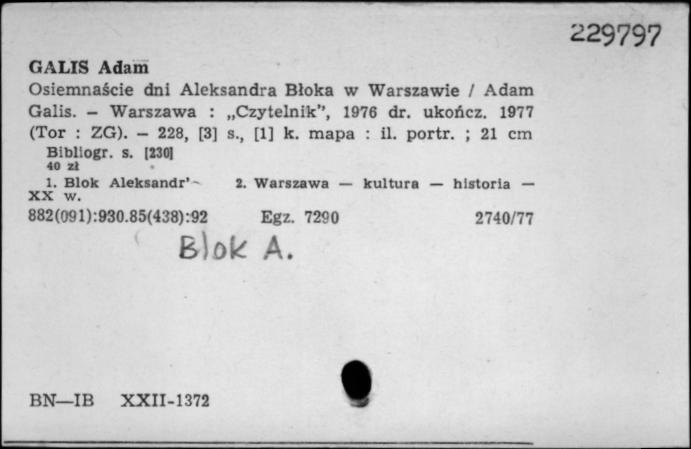 229797
GALIS Adam
Osiemnaście dni Aleksandra Błoka w Warszawie / Adam
Galis. – Warszawa : „Czytelnik”, 1976 dr. ukończ. 1977
(Tor : ZG). – 228, [3] s., [1] k. mapa : il. portr. ; 21 cm
Bibliogr. s. [230]
40 zł
1. Blok Aleksandr' 2. Warszawa — kultura — historia —
XX w.
882(091):930.85(438):92 Egz. 7290 2740/77
Blok A.
BN—IB XXII-1372